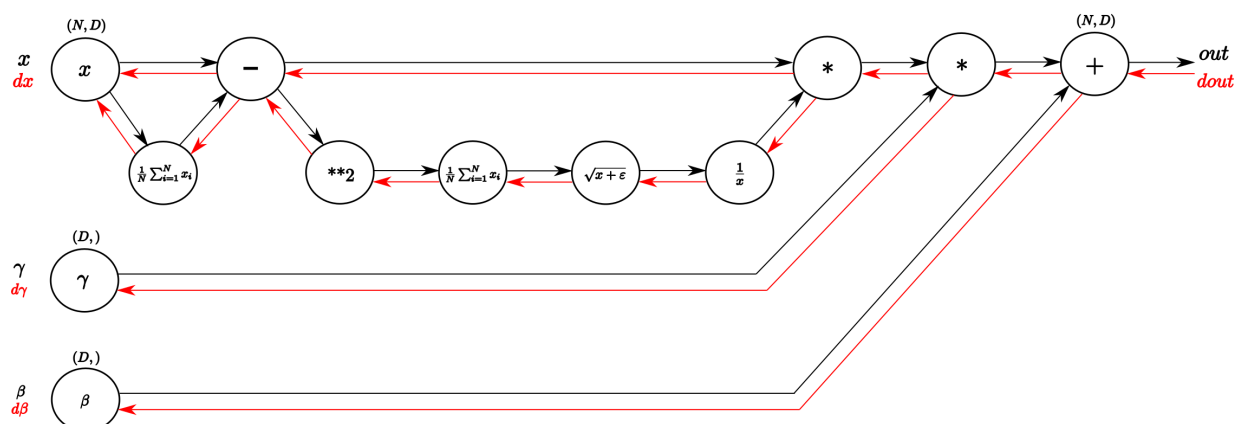 (N, D) (N, D)
x x − * * + out
dx dout
1/N ∑_{i=1}^{N} x_i **2 1/N ∑_{i=1}^{N} x_i √(x + ε) 1/x
(D,)
γ γ
dγ
(D,)
β β
dβ